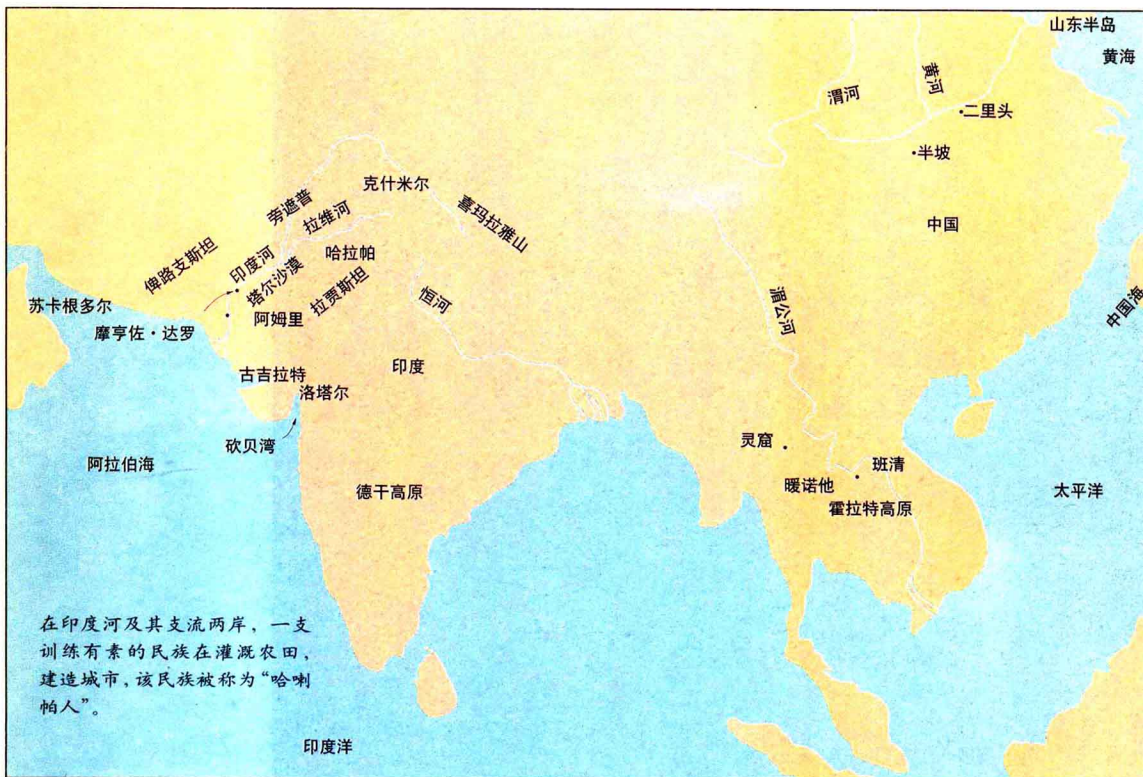 山东半岛
黄海
渭河
黄河
二里头
半坡
克什米尔
旁遮普
拉维河
喜玛拉雅山
中国
俾路支斯坦
印度河
塔尔沙漠
哈拉帕
拉贾斯坦
恒河
湄公河
苏卡根多尔
摩亨佐·达罗
阿姆里
中国海
古吉拉特
洛塔尔
印度
砍贝湾
阿拉伯海
灵窟
班清
德干高原
暖诺他
霍拉特高原
太平洋
在印度河及其支流两岸，一支
训练有素的民族在灌溉农田，
建造城市，该民族被称为“哈喇
帕人”。
印度洋